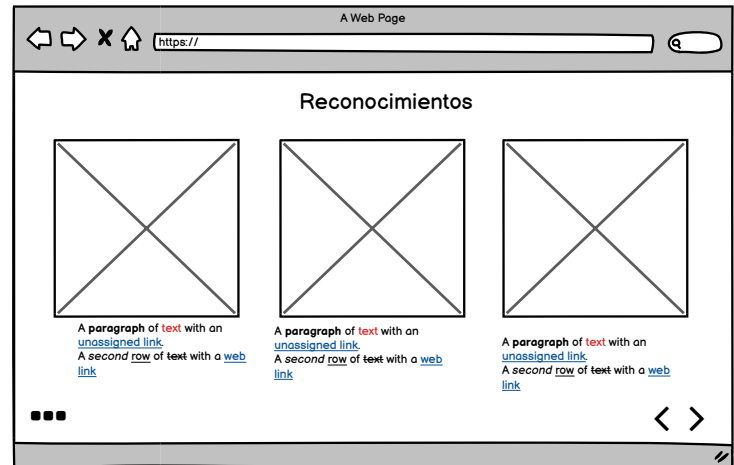 A Web Page
https://
Reconocimientos
A paragraph of text with an
unassigned link.
A second row of text with a web
link
A paragraph of text with an
unassigned link.
A second row of text with a web
link
A paragraph of text with an
unassigned link.
A second row of text with a web
link